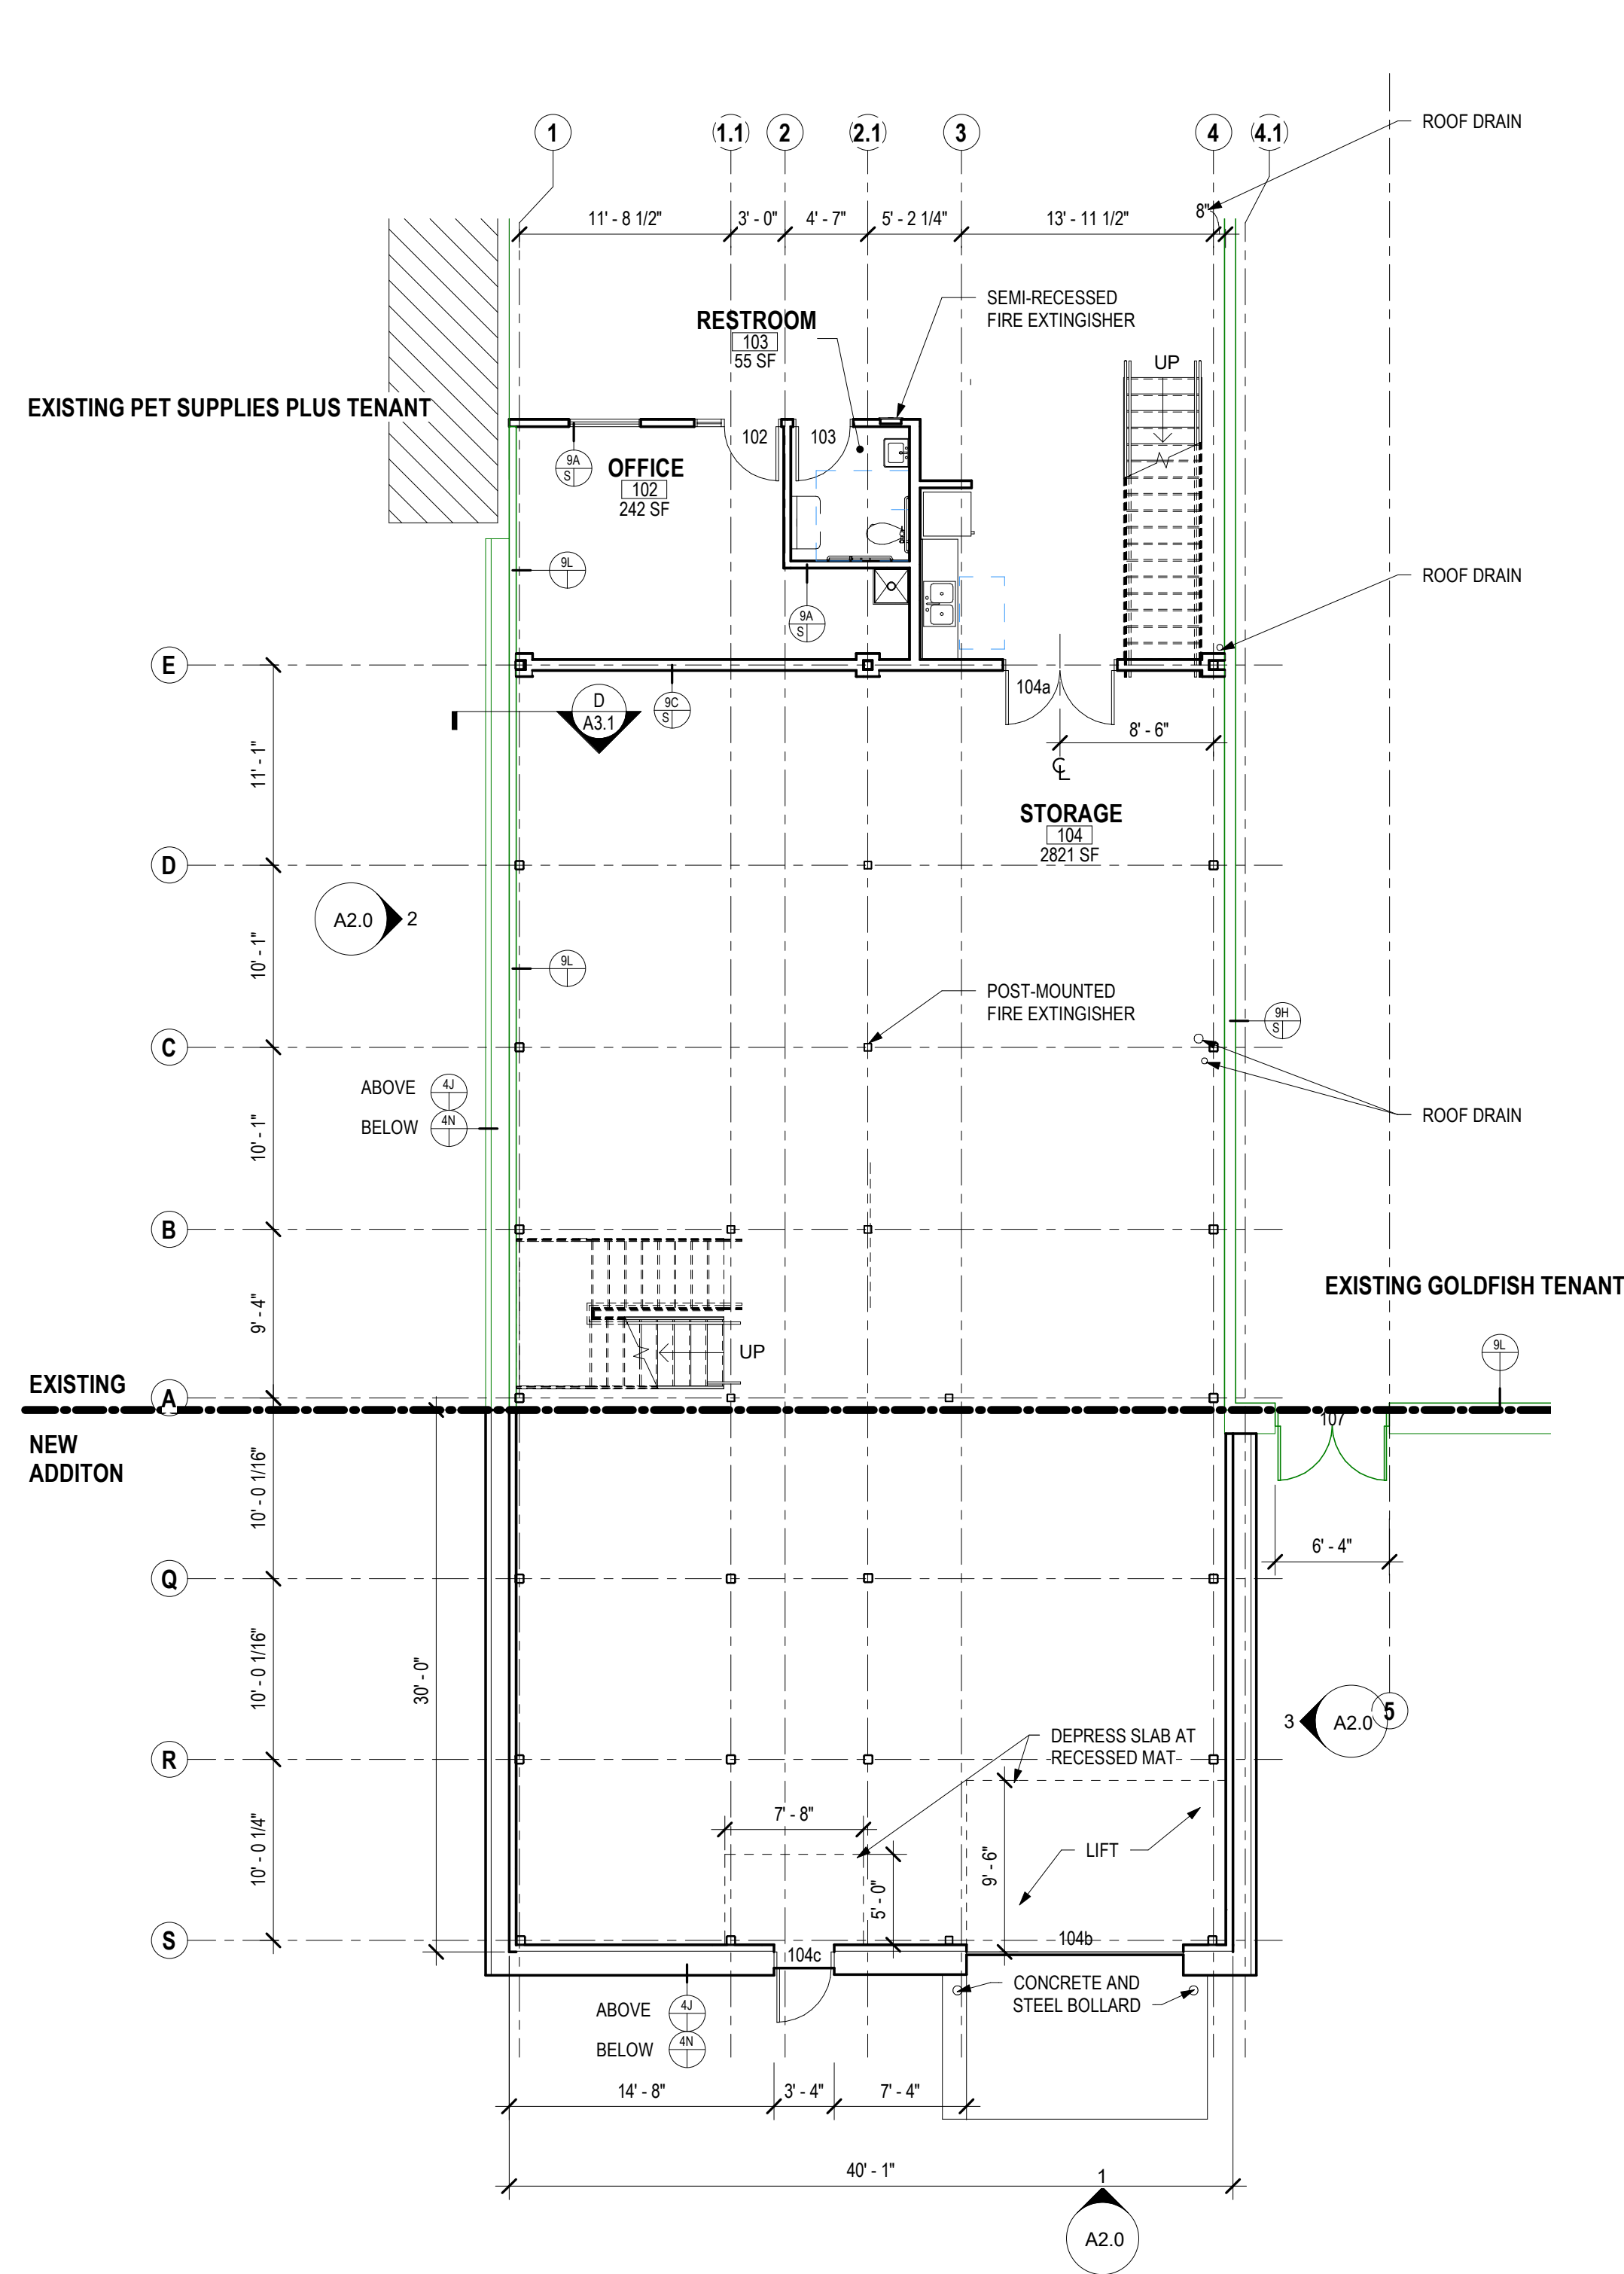 1
1.1
2
2.1
3
4
4.1
ROOF DRAIN
11' - 8 1/2"
3' - 0"
4' - 7"
5' - 2 1/4"
13' - 11 1/2"
8"
SEMI-RECESSED
FIRE EXTINGISHER
RESTROOM
103
55 SF
UP
EXISTING PET SUPPLIES PLUS TENANT
102
103
9A
S
OFFICE
102
242 SF
9L
ROOF DRAIN
9A
S
E
104a
9C
S
D
A3.1
8' - 6"
CL
11' - 1"
STORAGE
104
2821 SF
D
A2.0
2
10' - 1"
9L
POST-MOUNTED
FIRE EXTINGISHER
9H
S
C
ABOVE
4J
BELOW
4N
ROOF DRAIN
10' - 1"
B
EXISTING GOLDFISH TENANT
9' - 4"
UP
9L
EXISTING
A
NEW
ADDITON
107
10' - 0 1/16"
6' - 4"
Q
10' - 0 1/16"
30' - 0"
3
A2.0
5
DEPRESS SLAB AT
RECESSED MAT
R
7' - 8"
10' - 0 1/4"
LIFT
9' - 6"
5' - 0"
S
104c
104b
CONCRETE AND
STEEL BOLLARD
ABOVE
4J
BELOW
4N
14' - 8"
3' - 4"
7' - 4"
40' - 1"
1
A2.0